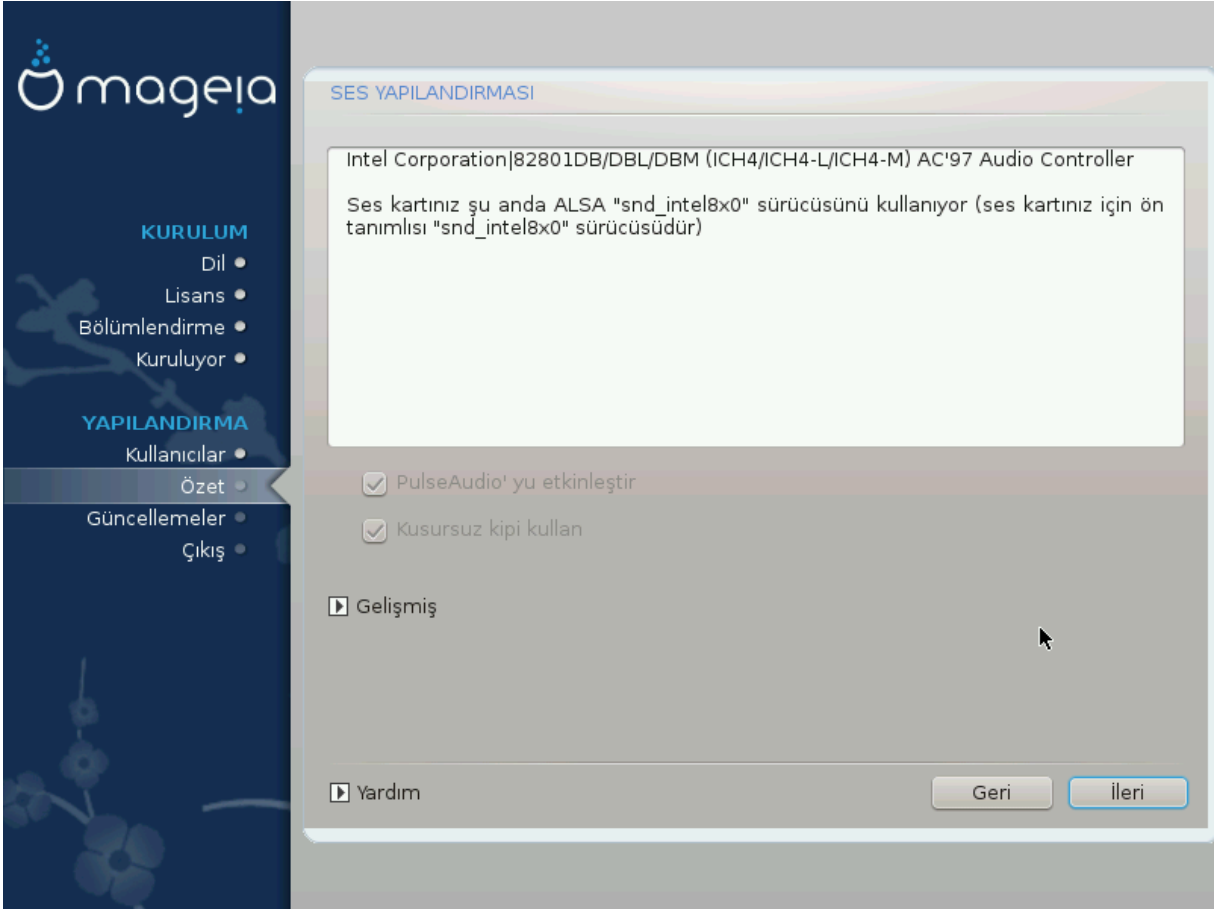 mageia
KURULUM
Dil
Lisans
Bölümlendirme
Kuruluyor
YAPILANDIRMA
Kullanıcılar
Özet
Güncellemeler
Çıkış
SES YAPILANDIRMASI
Intel Corporation|82801DB/DBL/DBM (ICH4/ICH4-L/ICH4-M) AC'97 Audio Controller
Ses kartınız şu anda ALSA "snd_intel8x0" sürücüsünü kullanıyor (ses kartınız için ön
tanımlısı "snd_intel8x0" sürücüsüdür)
PulseAudio' yu etkinleştir
Kusursuz kipi kullan
Gelişmiş
Yardım
Geri
İleri